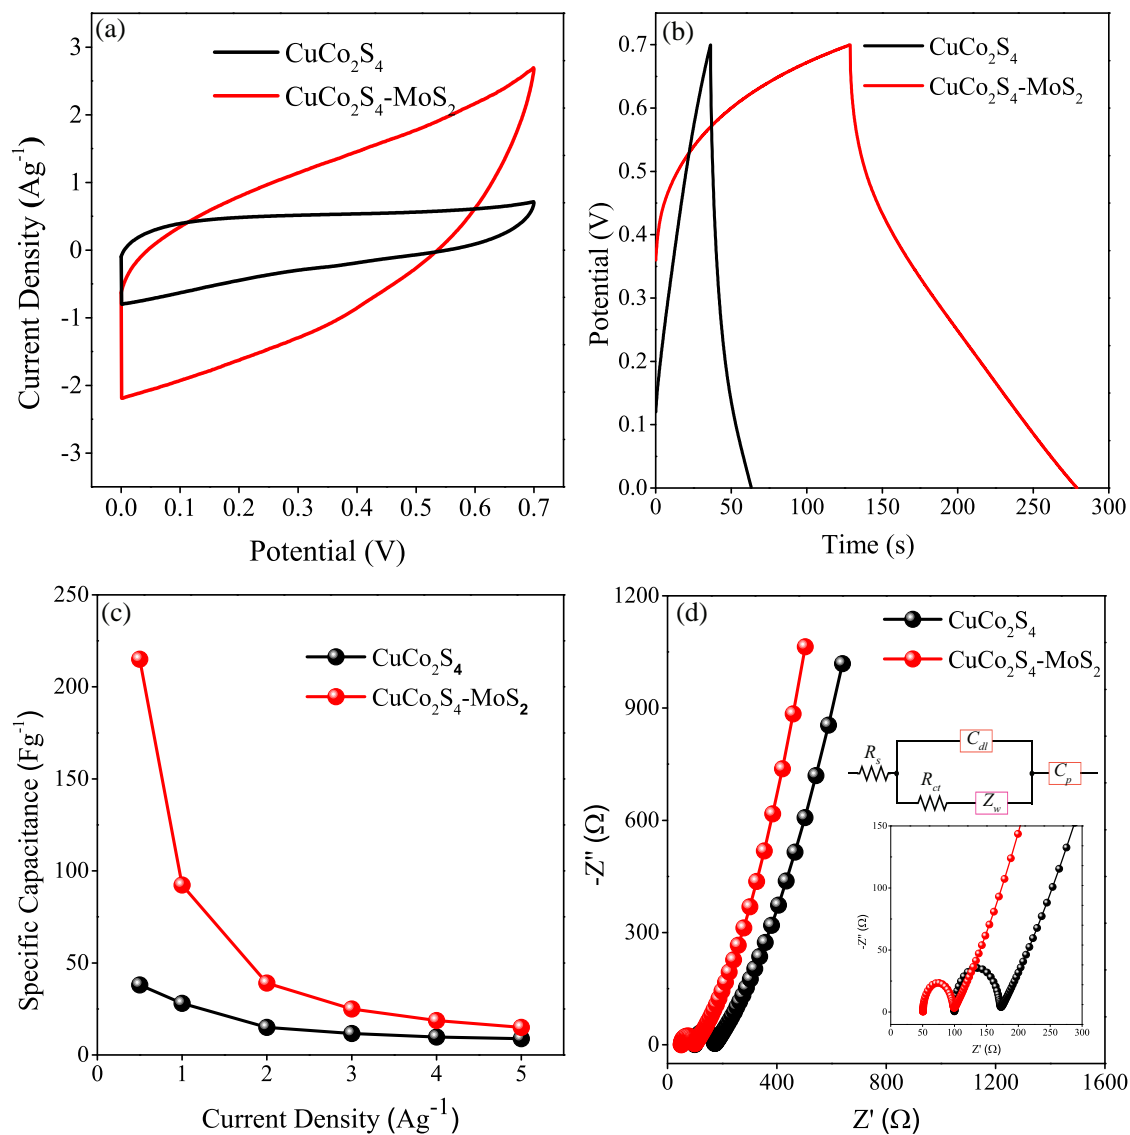 (a)
CuCo2S4
CuCo2S4-MoS2
3
2
1
0
-1
-2
-3
Current Density (Ag-1)
0.0 0.1 0.2 0.3 0.4 0.5 0.6 0.7
Potential (V)
(b)
CuCo2S4
CuCo2S4-MoS2
0.7
0.6
0.5
0.4
0.3
0.2
0.1
0.0
Potential (V)
0 50 100 150 200 250 300
Time (s)
(c)
CuCo2S4
CuCo2S4-MoS2
250
200
150
100
50
0
Specific Capacitance (Fg-1)
0 1 2 3 4 5
Current Density (Ag-1)
(d)
CuCo2S4
CuCo2S4-MoS2
1200
900
600
300
0
-Z" (Ω)
Rs
Cdl
Rct
Zw
Cp
150
100
50
0
-Z" (Ω)
0 50 100 150 200 250 300
Z' (Ω)
0 400 800 1200 1600
Z' (Ω)